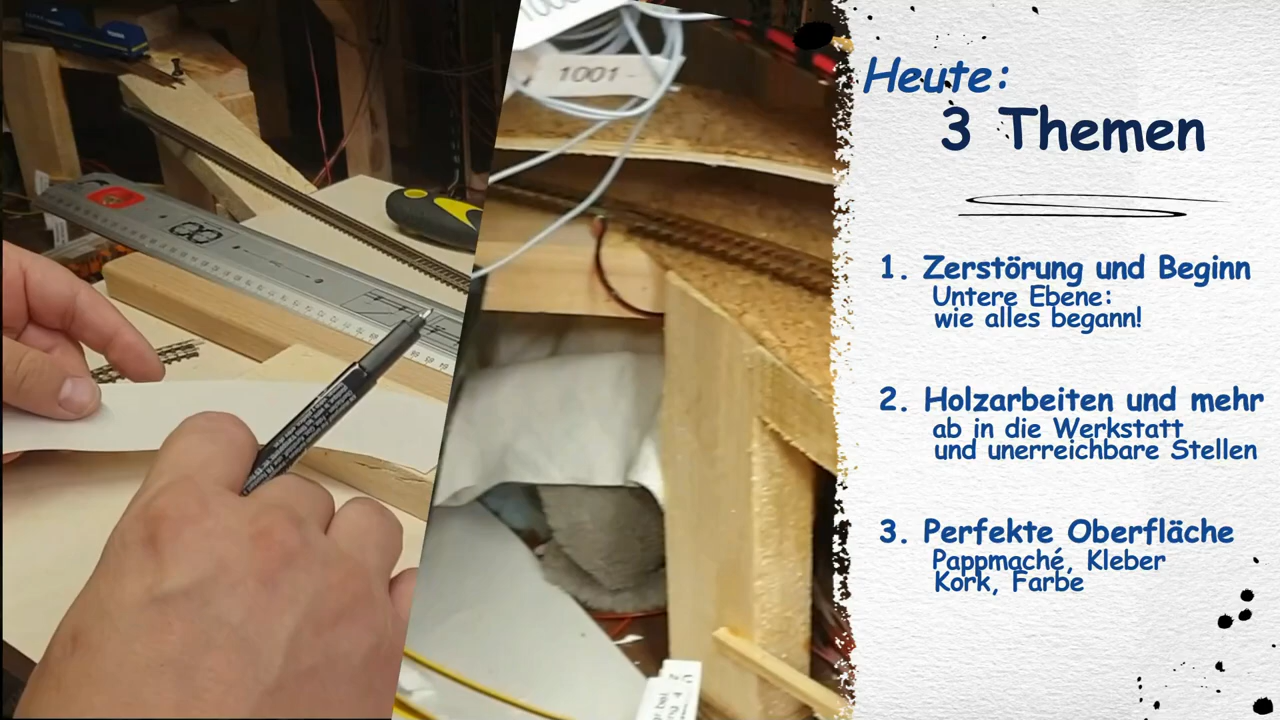 Heute:
3 Themen
1. Zerstörung und Beginn
Untere Ebene:
wie alles begann!
2. Holzarbeiten und mehr
ab in die Werkstatt
und unerreichbare Stellen
3. Perfekte Oberfläche
Pappmaché, Kleber
Kork, Farbe
1001 -